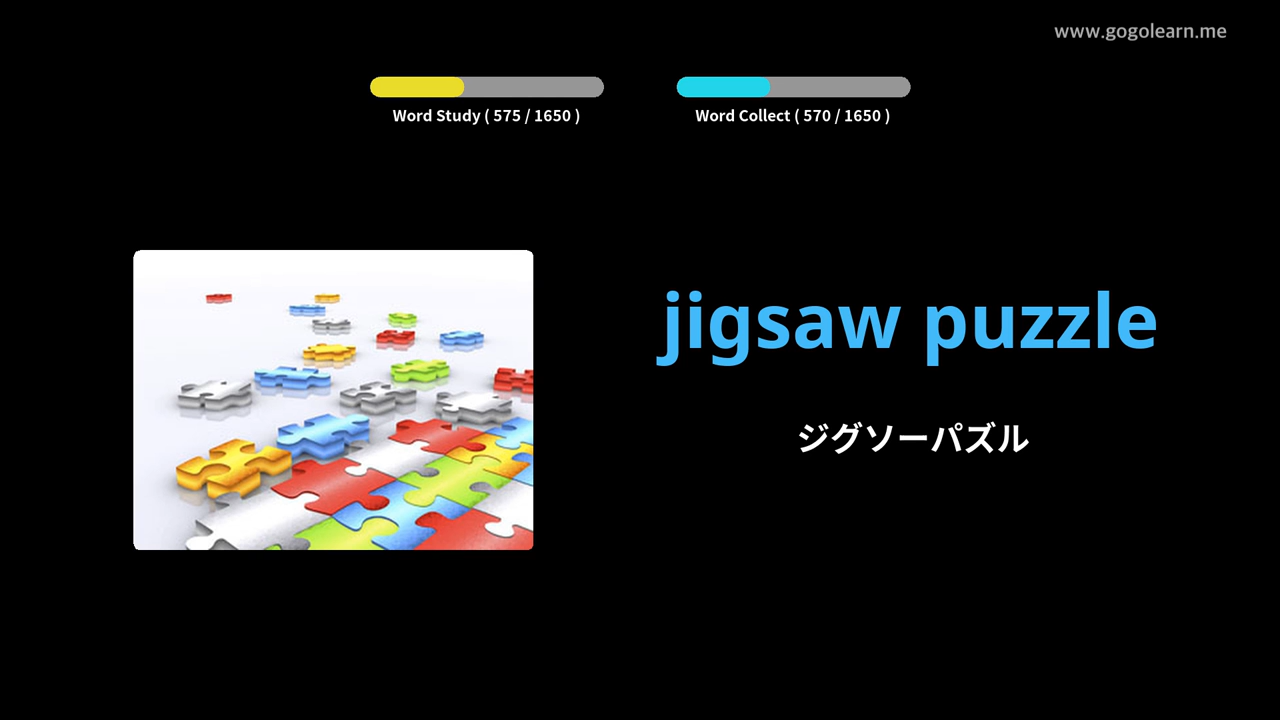 www.gogolearn.me
Word Study ( 575 / 1650 )
Word Collect ( 570 / 1650 )
jigsaw puzzle
ジグソーパズル